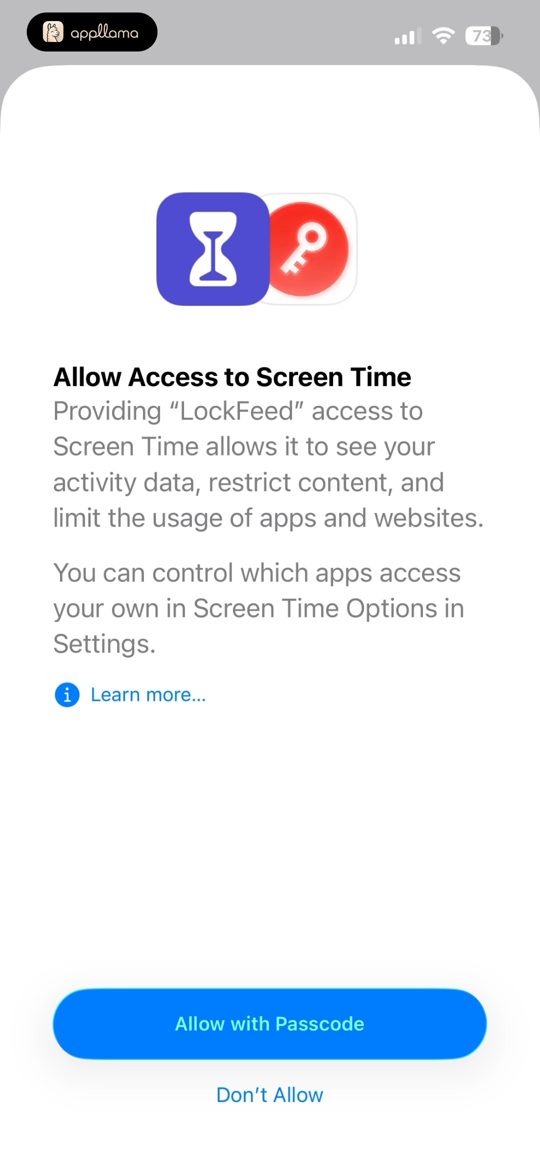 appllama
73
Allow Access to Screen Time
Providing “LockFeed” access to
Screen Time allows it to see your
activity data, restrict content, and
limit the usage of apps and websites.
You can control which apps access
your own in Screen Time Options in
Settings.
Learn more...
Allow with Passcode
Don’t Allow